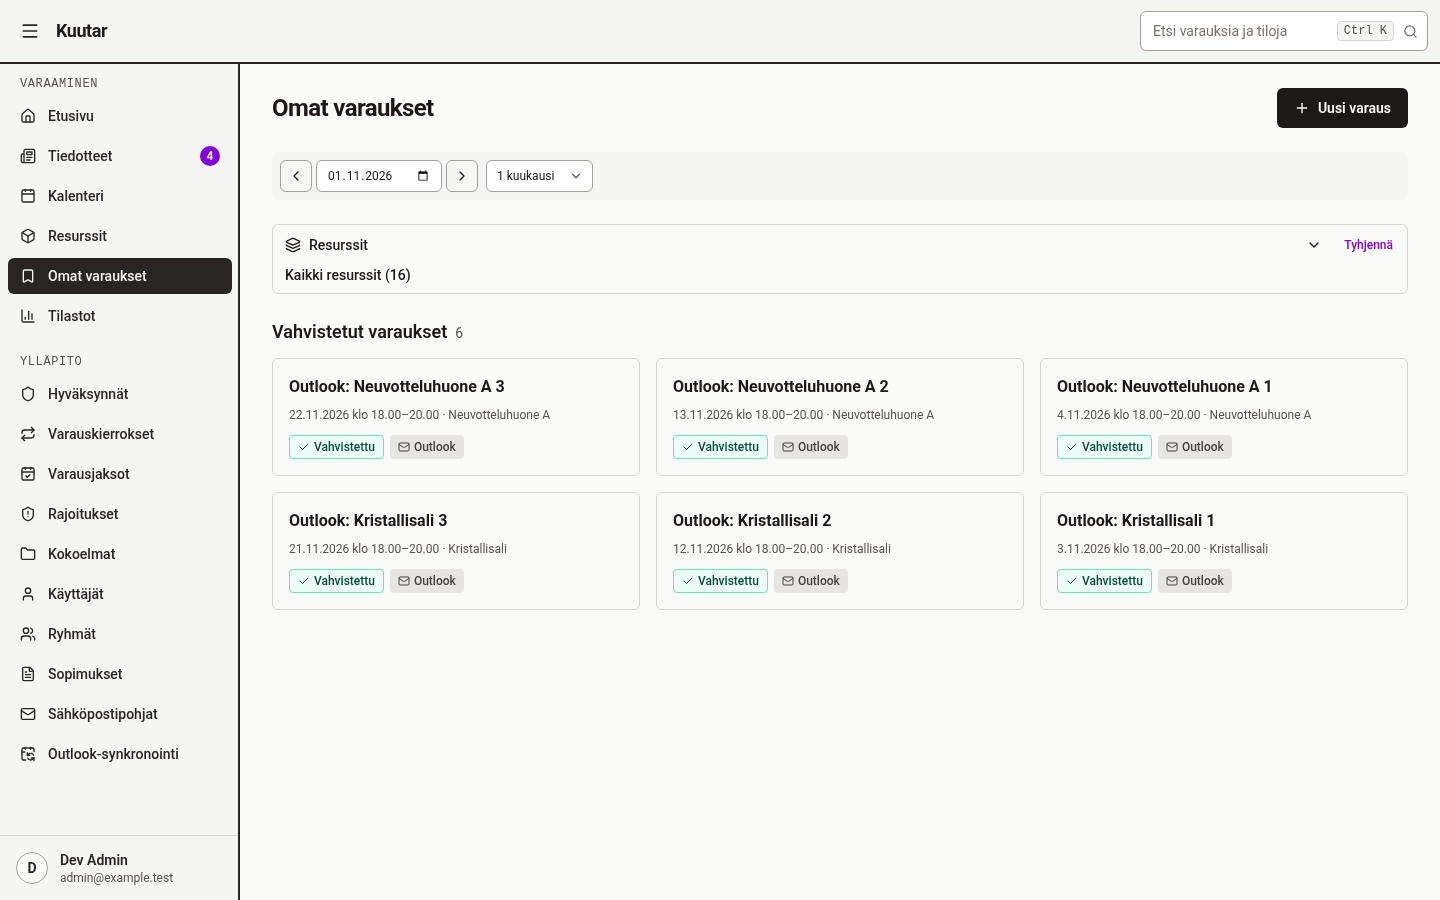 Kuutar
Etsi varauksia ja tiloja
Ctrl K
VARAAMINEN
Etusivu
Tiedotteet
4
Kalenteri
Resurssit
Omat varaukset
Tilastot
YLLÄPITO
Hyväksynnät
Varauskierrokset
Varausjaksot
Rajoitukset
Kokoelmat
Käyttäjät
Ryhmät
Sopimukset
Sähköpostipohjat
Outlook-synkronointi
D
Dev Admin
admin@example.test
Omat varaukset
Uusi varaus
01.11.2026
1 kuukausi
Resurssit
Tyhjennä
Kaikki resurssit (16)
Vahvistetut varaukset 6
Outlook: Neuvotteluhuone A 3
22.11.2026 klo 18.00–20.00 · Neuvotteluhuone A
Vahvistettu
Outlook
Outlook: Neuvotteluhuone A 2
13.11.2026 klo 18.00–20.00 · Neuvotteluhuone A
Vahvistettu
Outlook
Outlook: Neuvotteluhuone A 1
4.11.2026 klo 18.00–20.00 · Neuvotteluhuone A
Vahvistettu
Outlook
Outlook: Kristallisali 3
21.11.2026 klo 18.00–20.00 · Kristallisali
Vahvistettu
Outlook
Outlook: Kristallisali 2
12.11.2026 klo 18.00–20.00 · Kristallisali
Vahvistettu
Outlook
Outlook: Kristallisali 1
3.11.2026 klo 18.00–20.00 · Kristallisali
Vahvistettu
Outlook